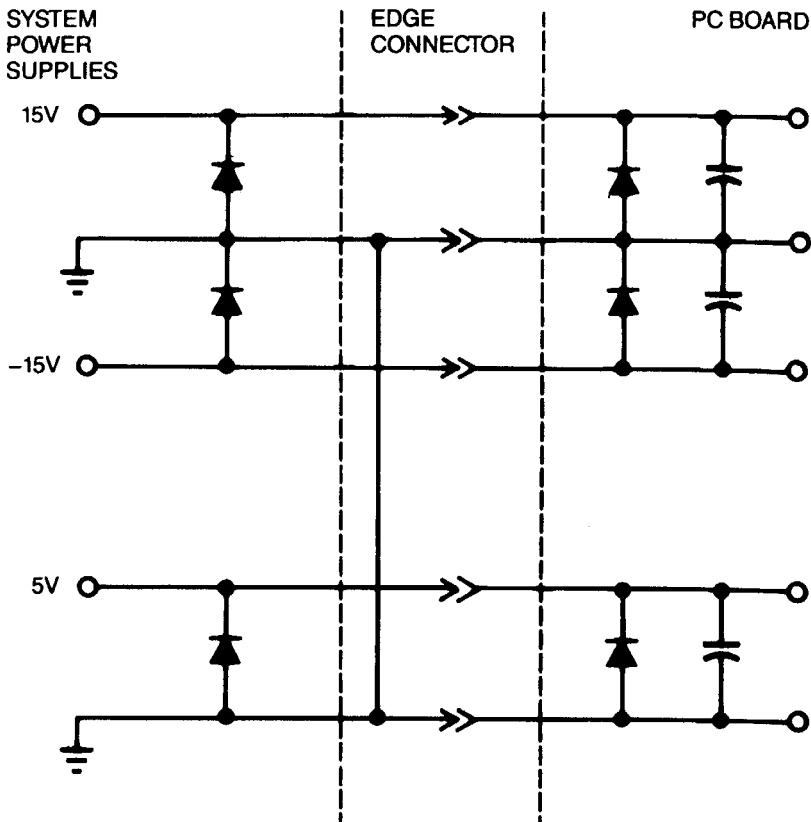 SYSTEM
POWER
SUPPLIES
EDGE
CONNECTOR
PC BOARD
15V
–15V
5V